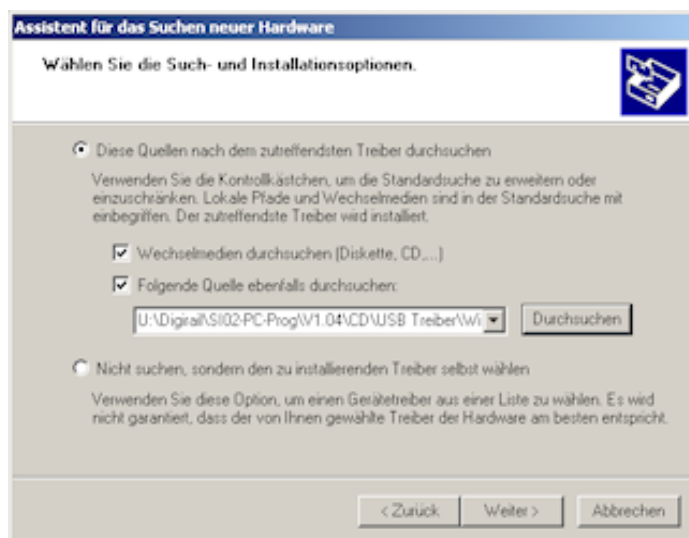 Assistent für das Suchen neuer Hardware
Wählen Sie die Such- und Installationsoptionen.
Diese Quellen nach dem zutreffendsten Treiber durchsuchen
Verwenden Sie die Kontrollkästchen, um die Standardsuche zu erweitern oder
einzuschränken. Lokale Pfade und Wechselmedien sind in der Standardsuche mit
einbegriffen. Der zutreffendste Treiber wird installiert.
Wechselmedien durchsuchen (Diskette, CD,...)
Folgende Quelle ebenfalls durchsuchen:
U:\Digirail\SI02-PC-Prog\V1.04\CD\USB Treiber\Wi
Durchsuchen
Nicht suchen, sondern den zu installierenden Treiber selbst wählen
Verwenden Sie diese Option, um einen Gerätetreiber aus einer Liste zu wählen. Es wird
nicht garantiert, dass der von Ihnen gewählte Treiber der Hardware am besten entspricht.
< Zurück
Weiter >
Abbrechen